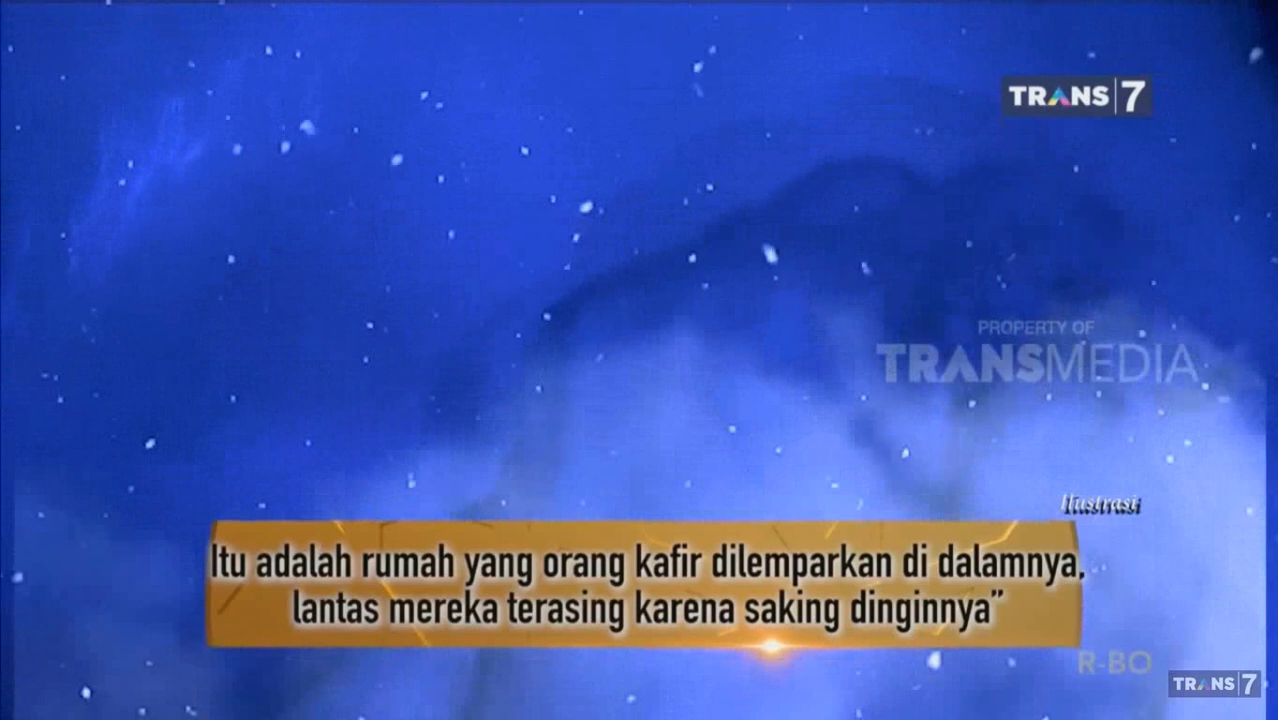 TRANS 7
PROPERTY OF
TRANSMEDIA
Ilustrasi
Itu adalah rumah yang orang kafir dilemparkan di dalamnya,
lantas mereka terasing karena saking dinginnya”
R-BO
TRANS 7